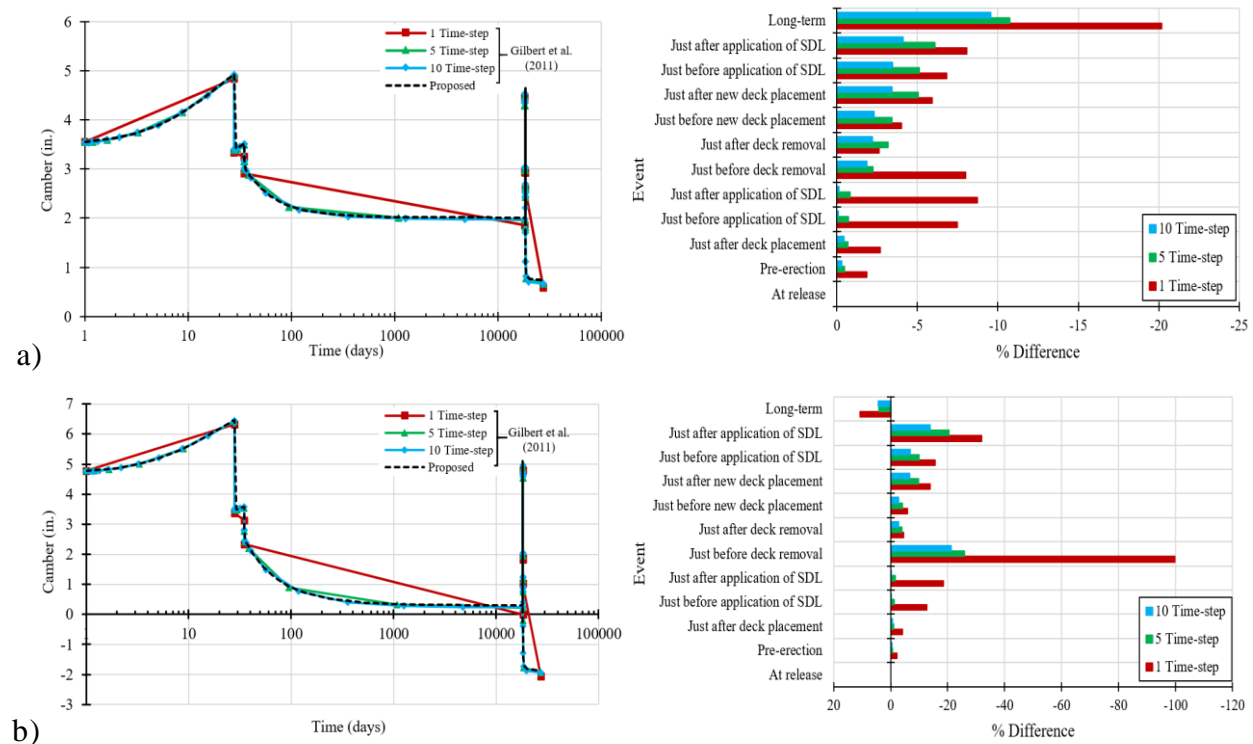 6
5
4
3
2
1
0
Camber (in.)
1 Time-step
5 Time-step
10 Time-step
Proposed
Gilbert et al.
(2011)
1 10 100 1000 10000 100000
Time (days)
a)
Event
Long-term
Just after application of SDL
Just before application of SDL
Just after new deck placement
Just before new deck placement
Just after deck removal
Just before deck removal
Just after application of SDL
Just before application of SDL
Just after deck placement
Pre-erection
At release
10 Time-step
5 Time-step
1 Time-step
0 -5 -10 -15 -20 -25
% Difference
7
6
5
4
3
2
1
0
-1
-2
-3
Camber (in.)
1 Time-step
5 Time-step
10 Time-step
Proposed
Gilbert et al.
(2011)
1 10 100 1000 10000 100000
Time (days)
b)
Event
Long-term
Just after application of SDL
Just before application of SDL
Just after new deck placement
Just before new deck placement
Just after deck removal
Just before deck removal
Just after application of SDL
Just before application of SDL
Just after deck placement
Pre-erection
At release
10 Time-step
5 Time-step
1 Time-step
20 0 -20 -40 -60 -80 -100 -120
% Difference